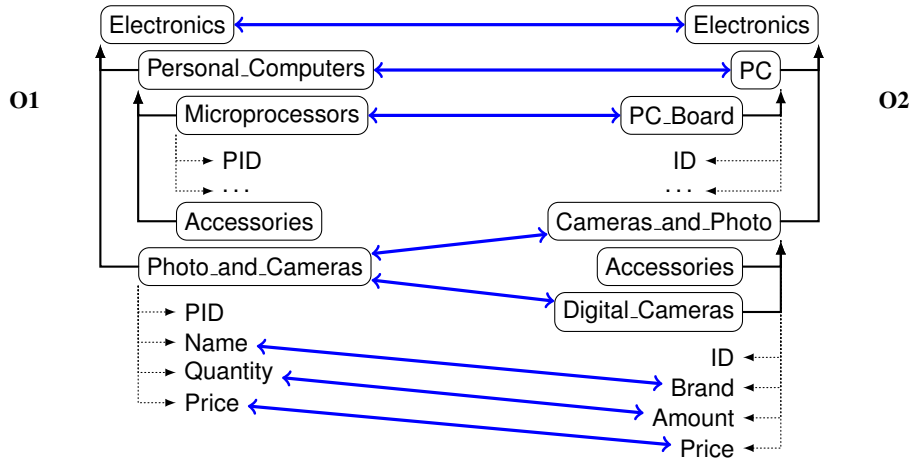 Electronics Electronics
Personal_Computers PC
O1 O2
Microprocessors PC_Board
PID ID
... ...
Accessories Cameras_and_Photo
Photo_and_Cameras Accessories
PID Digital_Cameras
Name ID
Quantity Brand
Price Amount
Price